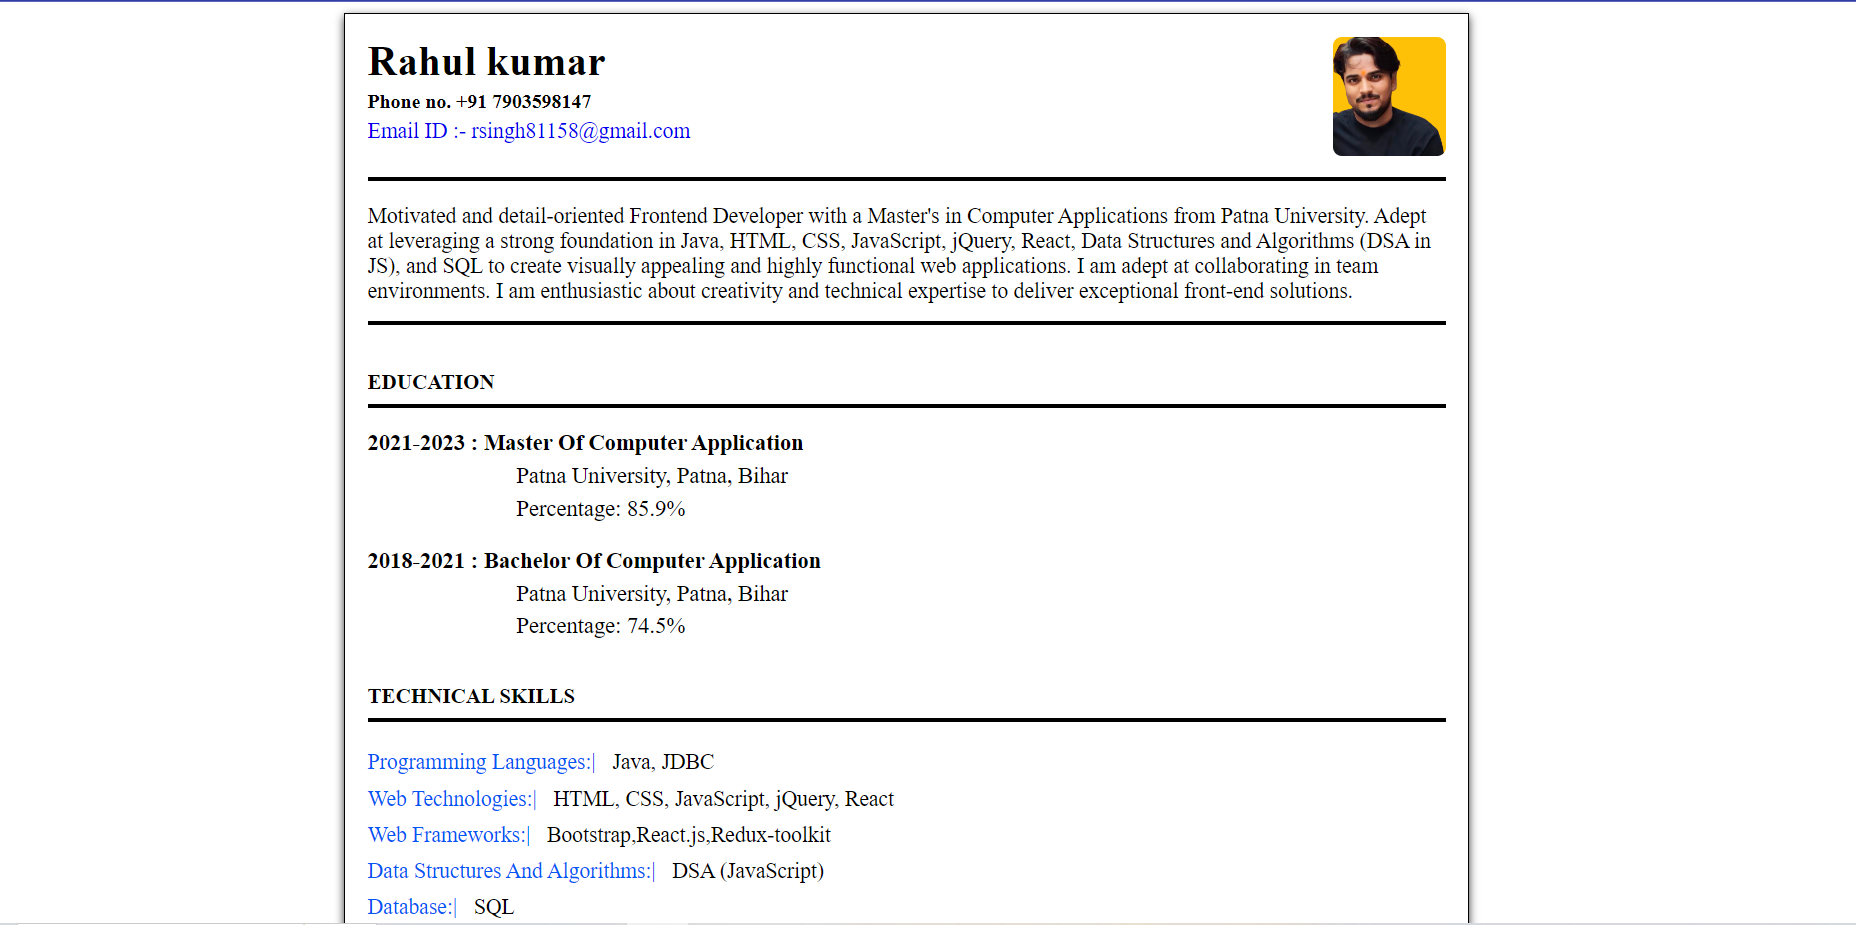 Rahul kumar
Phone no. +91 7903598147
Email ID :- rsingh81158@gmail.com
Motivated and detail-oriented Frontend Developer with a Master's in Computer Applications from Patna University. Adept
at leveraging a strong foundation in Java, HTML, CSS, JavaScript, jQuery, React, Data Structures and Algorithms (DSA in
JS), and SQL to create visually appealing and highly functional web applications. I am adept at collaborating in team
environments. I am enthusiastic about creativity and technical expertise to deliver exceptional front-end solutions.
EDUCATION
2021-2023 : Master Of Computer Application
Patna University, Patna, Bihar
Percentage: 85.9%
2018-2021 : Bachelor Of Computer Application
Patna University, Patna, Bihar
Percentage: 74.5%
TECHNICAL SKILLS
Programming Languages:| Java, JDBC
Web Technologies:| HTML, CSS, JavaScript, jQuery, React
Web Frameworks:| Bootstrap,React.js,Redux-toolkit
Data Structures And Algorithms:| DSA (JavaScript)
Database:| SQL